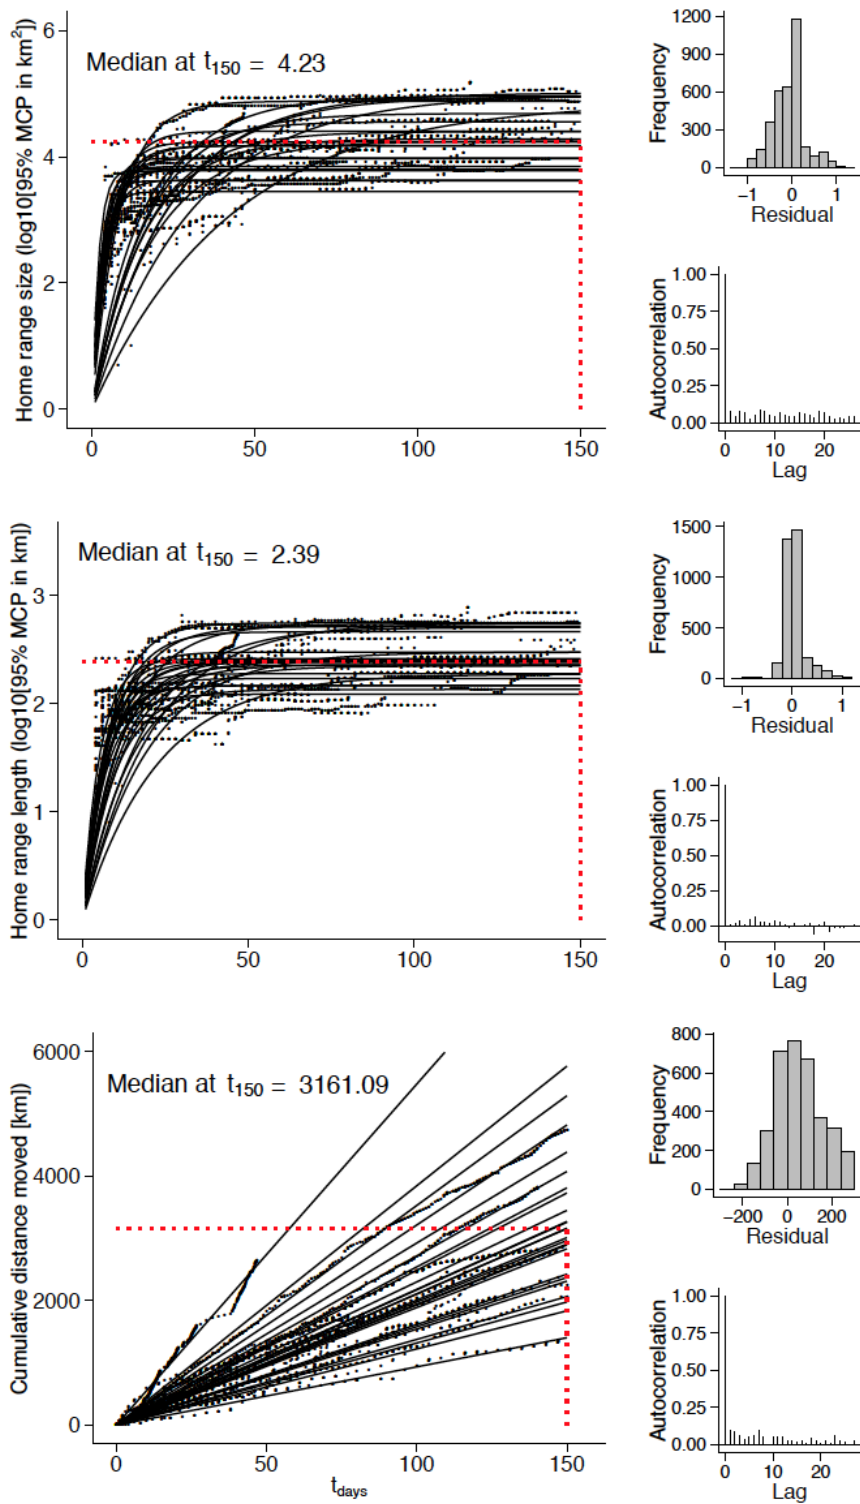 Home range size (log10[95% MCP in km²])
6
4
2
0
Median at t₁₅₀ = 4.23
0 50 100 150
Frequency
1200
900
600
300
0
−1 0 1
Residual
Autocorrelation
1.00
0.75
0.50
0.25
0.00
0 10 20
Lag
Home range length (log10[95% MCP in km])
3
2
1
0
Median at t₁₅₀ = 2.39
0 50 100 150
Frequency
1500
1000
500
0
−1 0 1
Residual
Autocorrelation
1.00
0.75
0.50
0.25
0.00
0 10 20
Lag
Cumulative distance moved [km])
6000
4000
2000
0
Median at t₁₅₀ = 3161.09
0 50 100 150
t_days
Frequency
800
600
400
200
0
−200 0 200
Residual
Autocorrelation
1.00
0.75
0.50
0.25
0.00
0 10 20
Lag